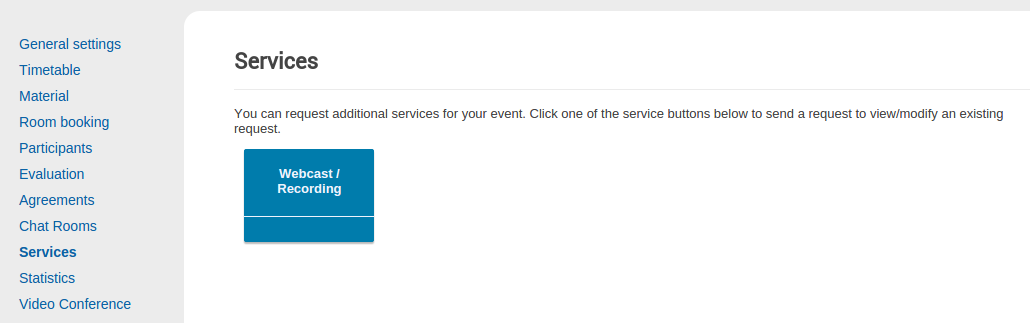 General settings
Timetable
Material
Room booking
Participants
Evaluation
Agreements
Chat Rooms
Services
Statistics
Video Conference
Services
You can request additional services for your event. Click one of the service buttons below to send a request to view/modify an existing
request.
Webcast /
Recording